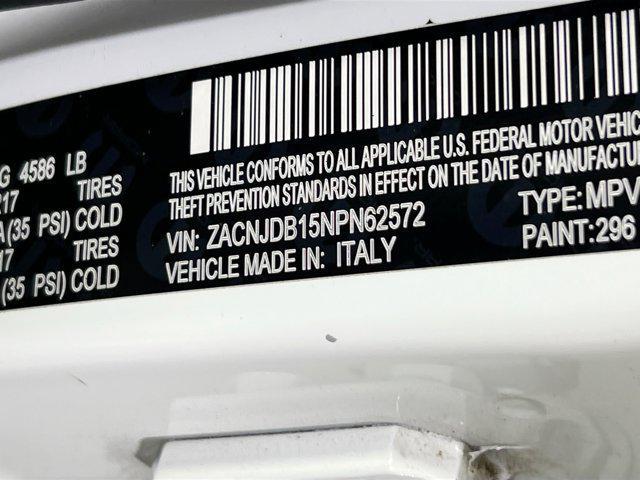 G 4586 LB
R17 TIRES
A (35 PSI) COLD
17 TIRES
(35 PSI) COLD
THIS VEHICLE CONFORMS TO ALL APPLICABLE U.S. FEDERAL MOTOR VEHIC
THEFT PREVENTION STANDARDS IN EFFECT ON THE DATE OF MANUFACTU
VIN: ZACNJDB15NPN62572 TYPE: MPV
VEHICLE MADE IN: ITALY PAINT: 296